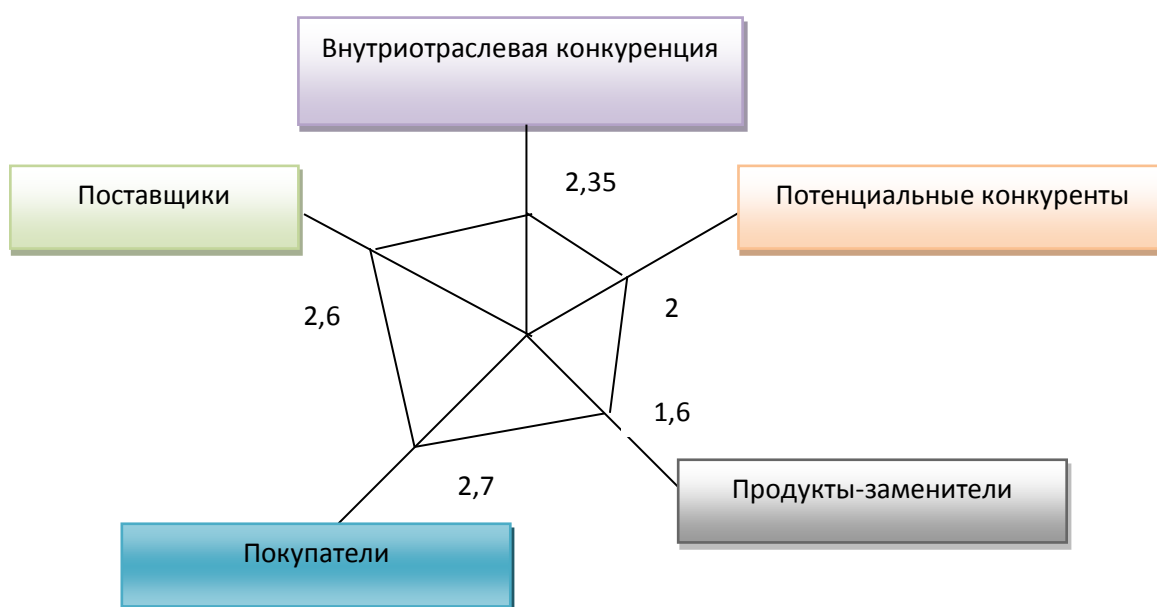 Внутриотраслевая конкуренция
Поставщики
2,35
Потенциальные конкуренты
2,6
2
1,6
2,7
Продукты-заменители
Покупатели